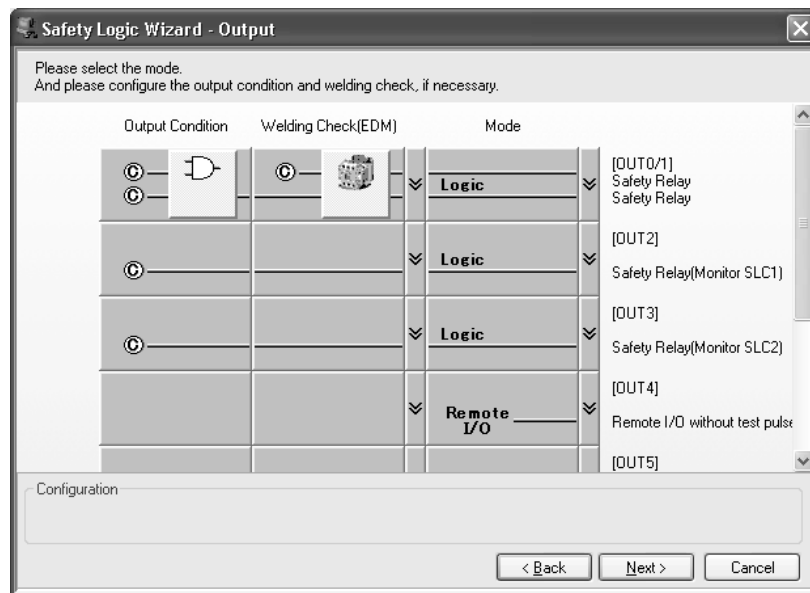 Safety Logic Wizard - Output
Please select the mode.
And please configure the output condition and welding check, if necessary.
Output Condition Welding Check(EDM) Mode
© © Logic [OUT0/1]
© Safety Relay
Safety Relay
[OUT2]
© Logic Safety Relay(Monitor SLC1)
[OUT3]
© Logic Safety Relay(Monitor SLC2)
[OUT4]
Remote I/O Remote I/O without test pulse
[OUT5]
Configuration
< Back Next > Cancel